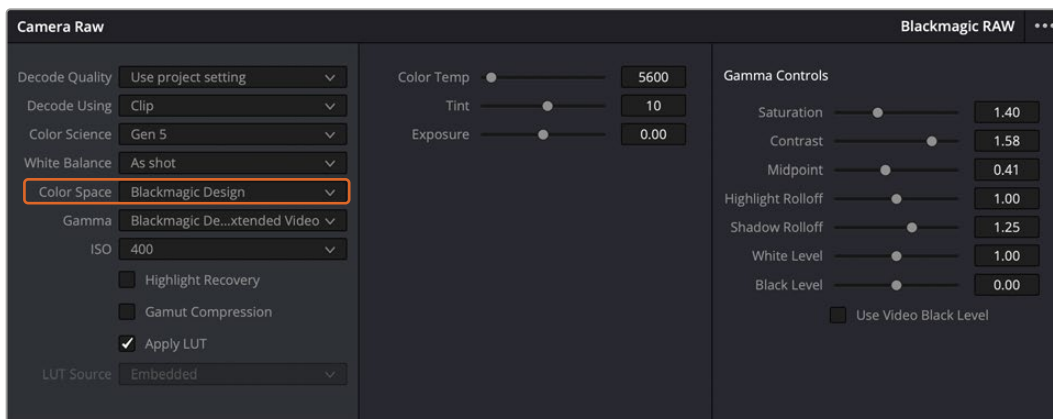 Camera Raw
Blackmagic RAW
Decode Quality Use project setting
Decode Using Clip
Color Science Gen 5
White Balance As shot
Color Space Blackmagic Design
Gamma Blackmagic De...xtended Video
ISO 400
Highlight Recovery
Gamut Compression
Apply LUT
LUT Source Embedded
Color Temp 5600
Tint 10
Exposure 0.00
Gamma Controls
Saturation 1.40
Contrast 1.58
Midpoint 0.41
Highlight Rolloff 1.00
Shadow Rolloff 1.25
White Level 1.00
Black Level 0.00
Use Video Black Level